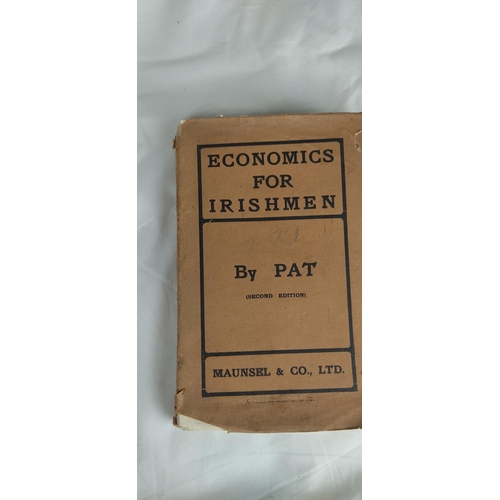 ECONOMICS
FOR
IRISHMEN
By PAT
(SECOND EDITION)
MAUNSEL & CO., LTD.